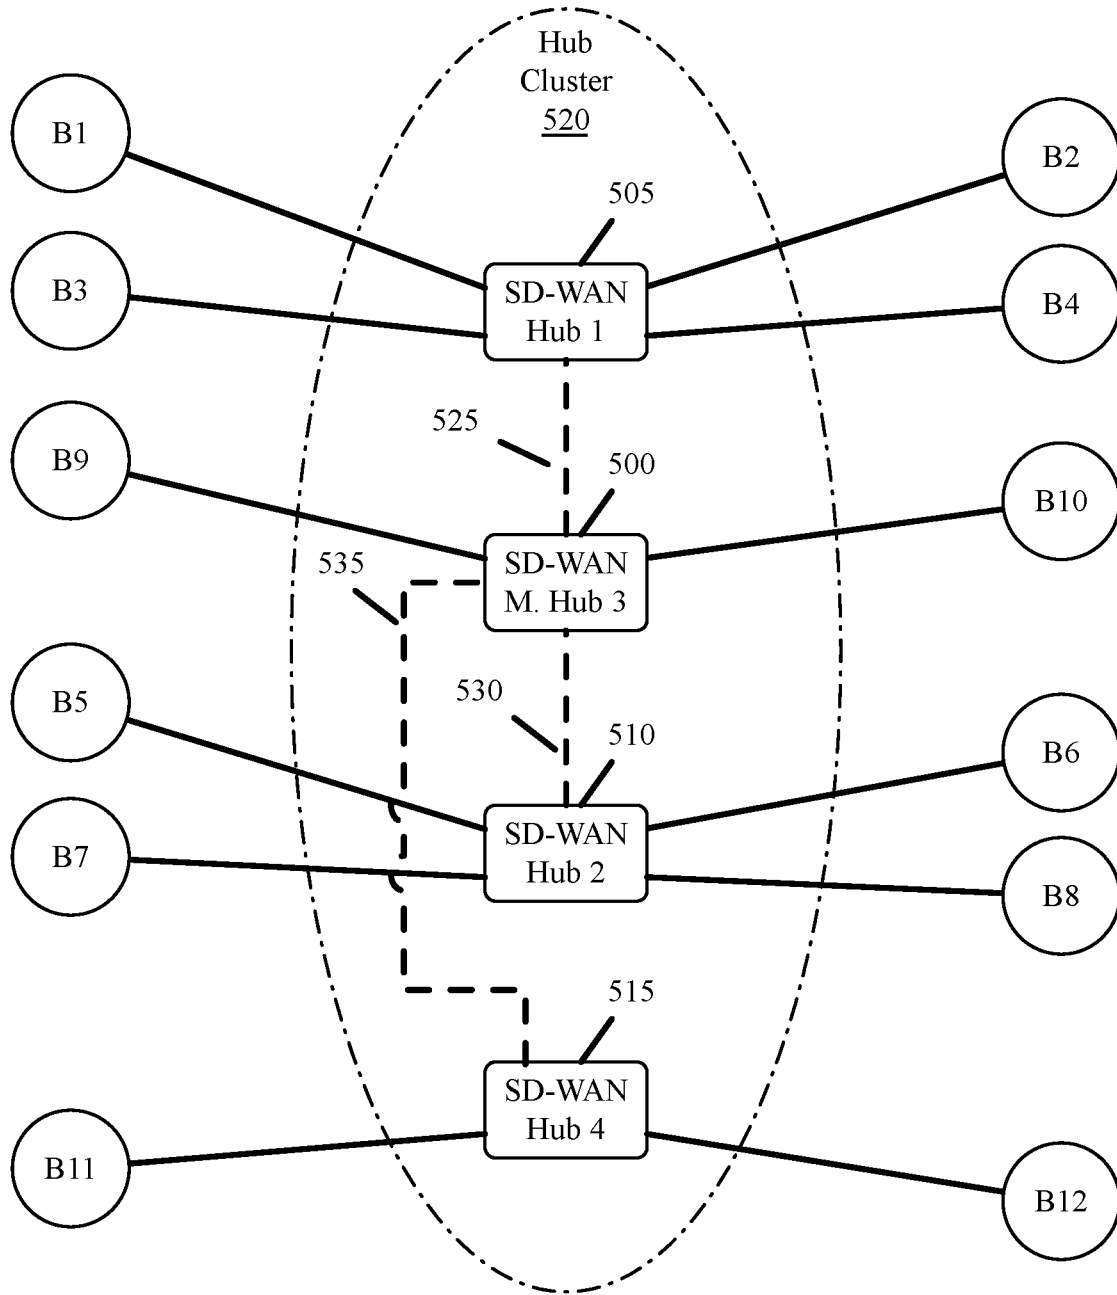 Hub
Cluster
520
B1
B2
505
SD-WAN
Hub 1
B3
B4
525
500
B9
B10
SD-WAN
M. Hub 3
535
530
510
B5
B6
SD-WAN
Hub 2
B7
B8
515
SD-WAN
Hub 4
B11
B12